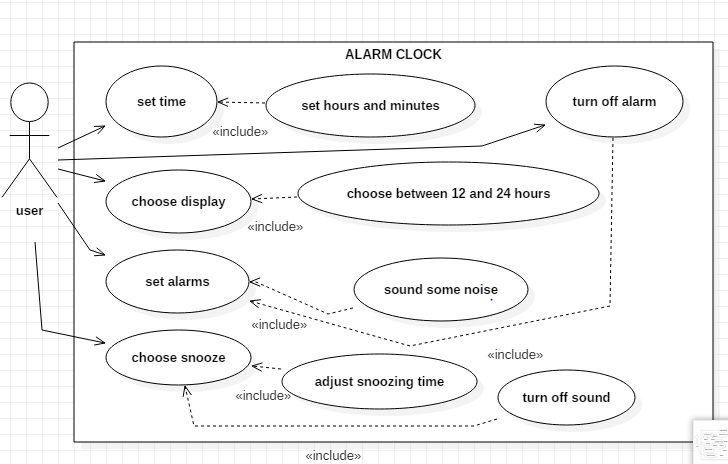 ALARM CLOCK
set time
set hours and minutes
turn off alarm
«include»
choose display
choose between 12 and 24 hours
user
«include»
set alarms
sound some noise
«include»
choose snooze
«include»
adjust snoozing time
«include»
turn off sound
«include»